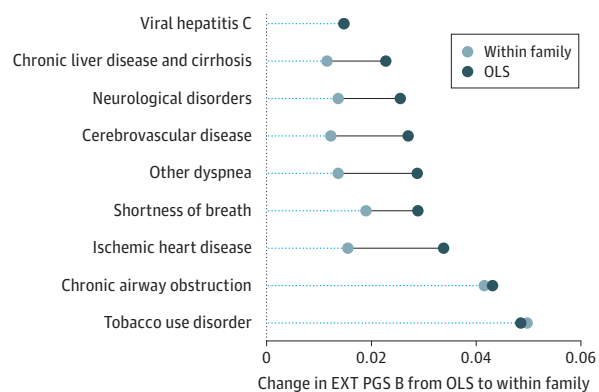 Viral hepatitis C
Chronic liver disease and cirrhosis
Neurological disorders
Cerebrovascular disease
Other dyspnea
Shortness of breath
Ischemic heart disease
Chronic airway obstruction
Tobacco use disorder
Within family
OLS
0
0.02
0.04
0.06
Change in EXT PGS B from OLS to within family